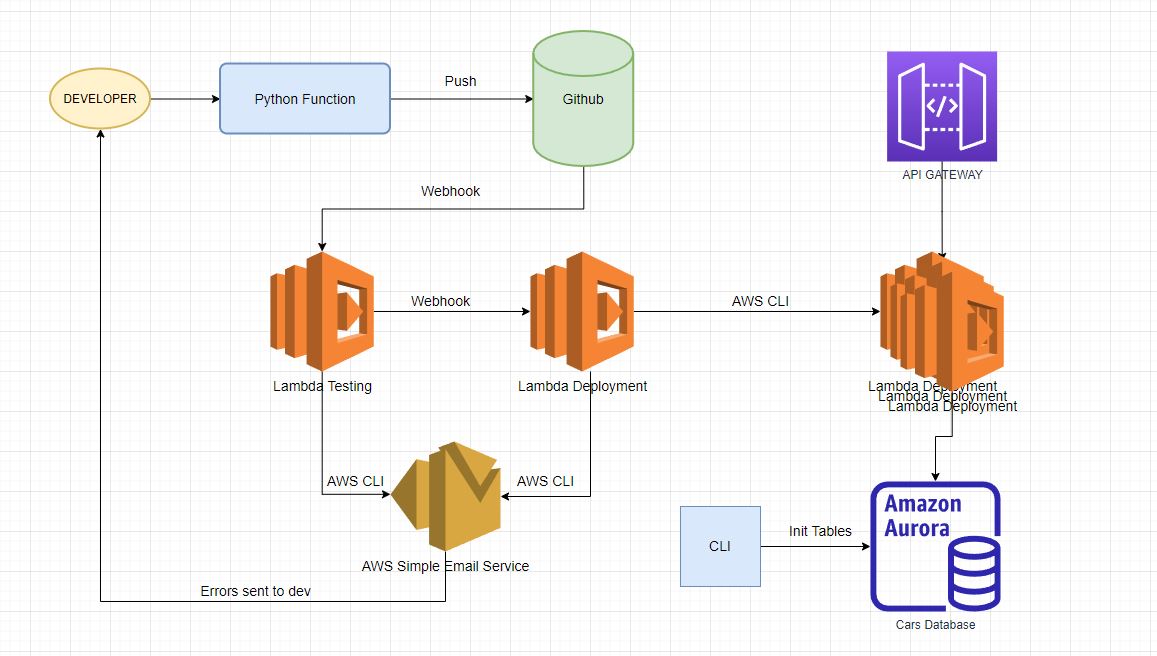 DEVELOPER
Python Function
Push
Github
</>
API GATEWAY
Webhook
Webhook
AWS CLI
Lambda Testing
Lambda Deployment
Lambda Deployment
Lambda Deployment
Lambda Deployment
AWS CLI
AWS CLI
Amazon
Aurora
CLI
Init Tables
AWS Simple Email Service
Errors sent to dev
Cars Database